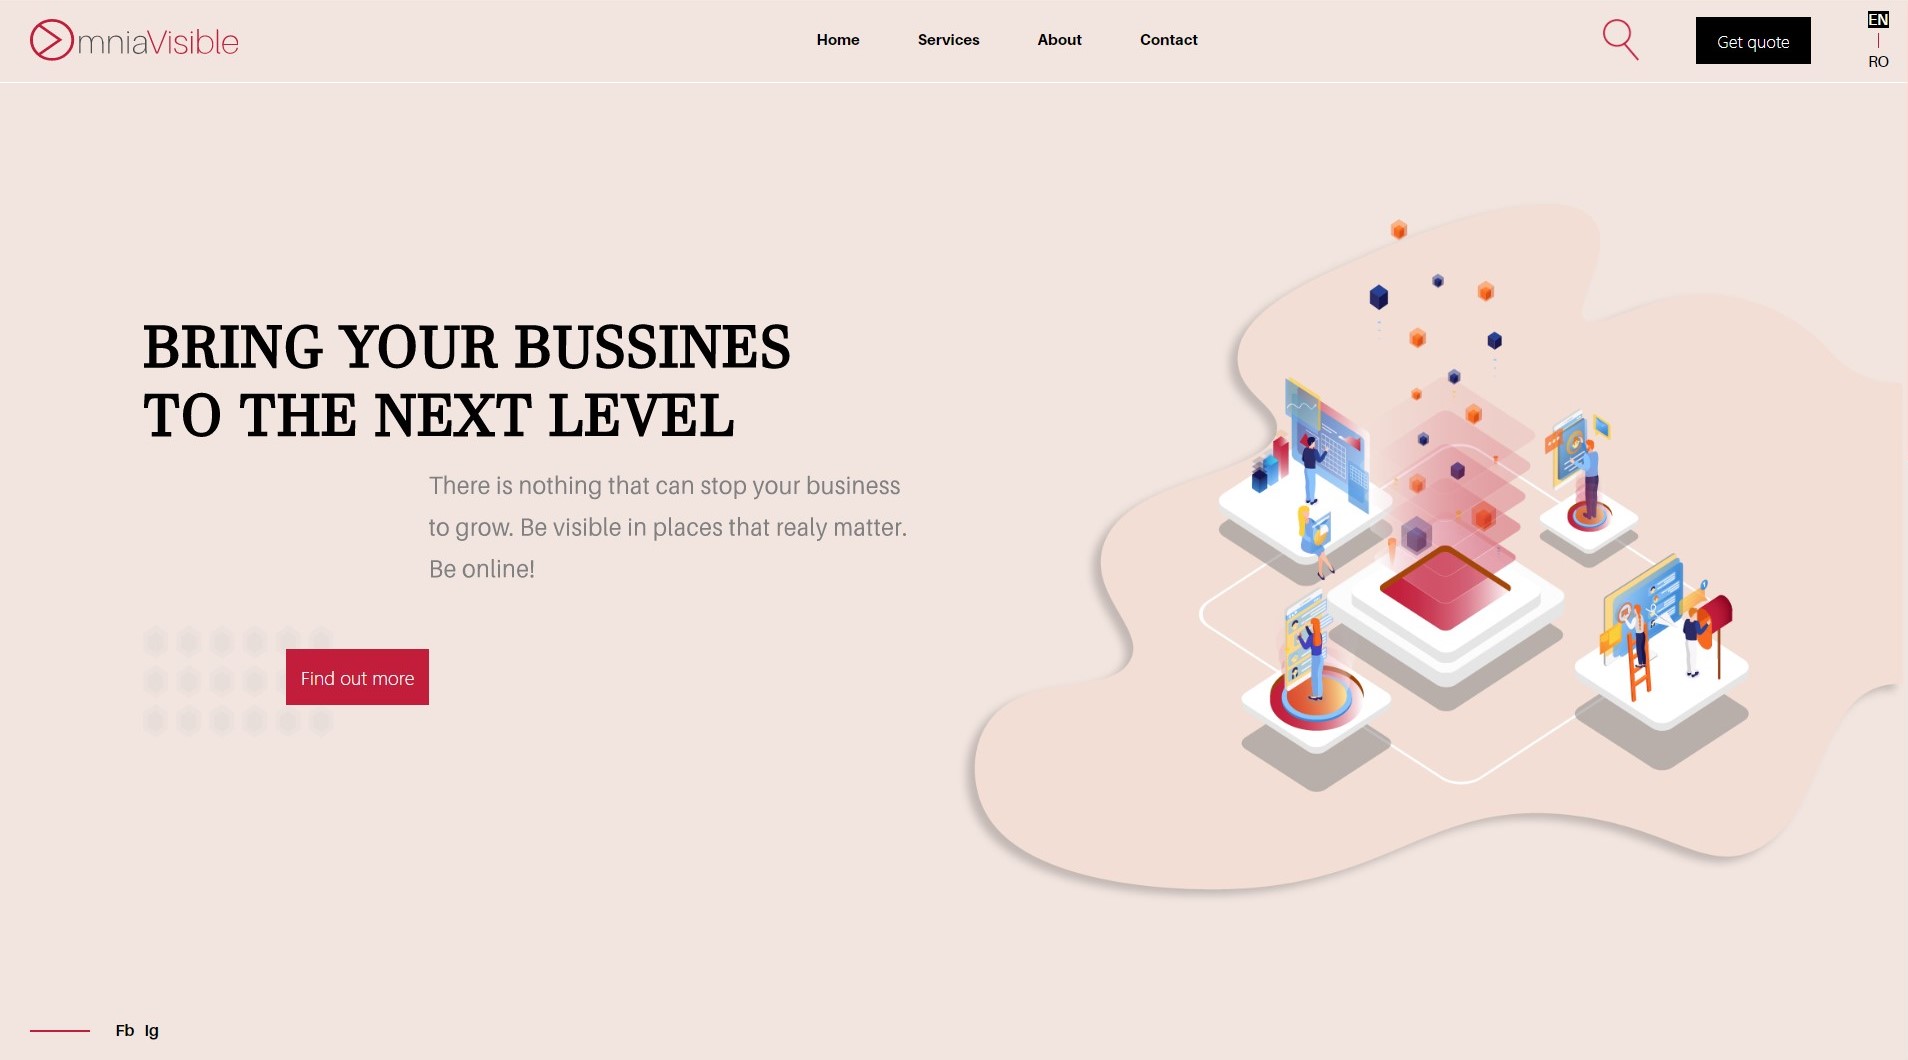 mniaVisible
Home
Services
About
Contact
Get quote
EN
RO
BRING YOUR BUSSINES
TO THE NEXT LEVEL
There is nothing that can stop your business
to grow. Be visible in places that realy matter.
Be online!
Find out more
Fb Ig